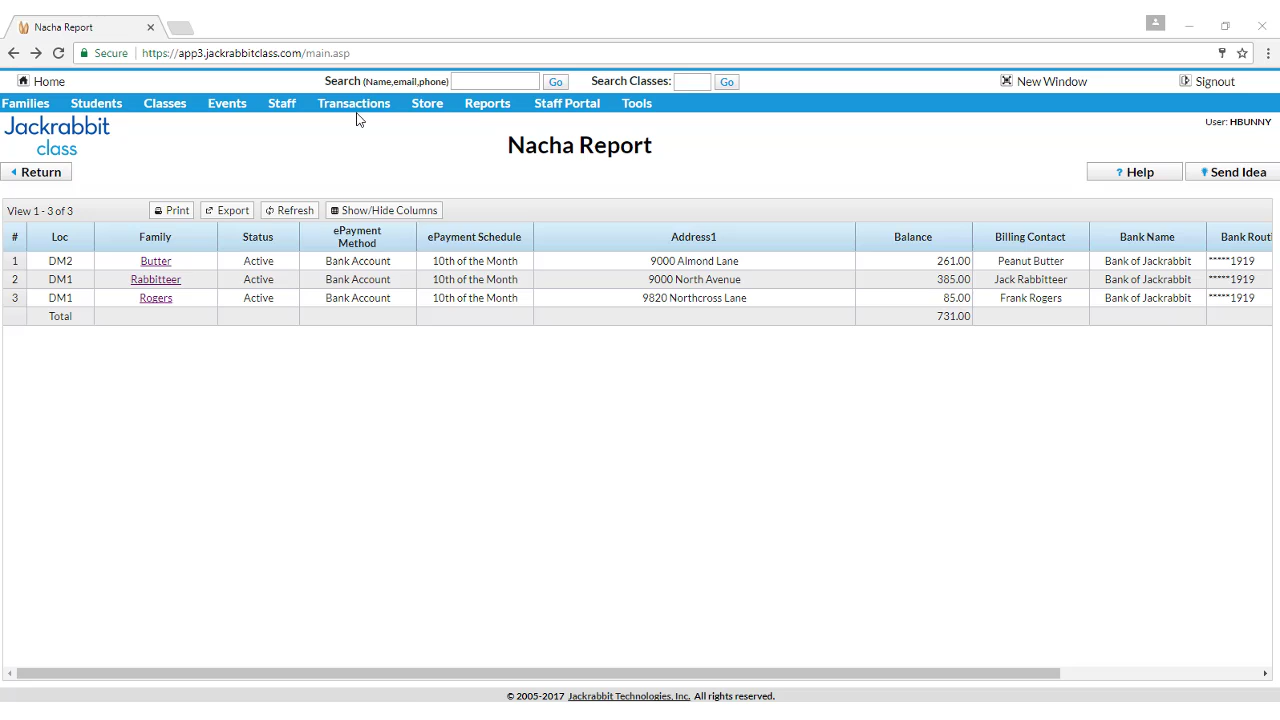 Nacha Report
Secure https://app3.jackrabbitclass.com/main.asp
Home Search (Name,email,phone) Go Search Classes: Go New Window Signout
Families Students Classes Events Staff Transactions Store Reports Staff Portal Tools
Jackrabbit class
User: HBUNNY
Nacha Report
Return Help Send Idea
View 1 - 3 of 3 Print Export Refresh Show/Hide Columns
# Loc Family Status ePayment Method ePayment Schedule Address1 Balance Billing Contact Bank Name Bank Routi
1 DM2 Butter Active Bank Account 10th of the Month 9000 Almond Lane 261.00 Peanut Butter Bank of Jackrabbit *****1919
2 DM1 Rabbitteer Active Bank Account 10th of the Month 9000 North Avenue 385.00 Jack Rabbitteer Bank of Jackrabbit *****1919
3 DM1 Rogers Active Bank Account 10th of the Month 9820 Northcross Lane 85.00 Frank Rogers Bank of Jackrabbit *****1919
Total 731.00
© 2005-2017 Jackrabbit Technologies, Inc. All rights reserved.